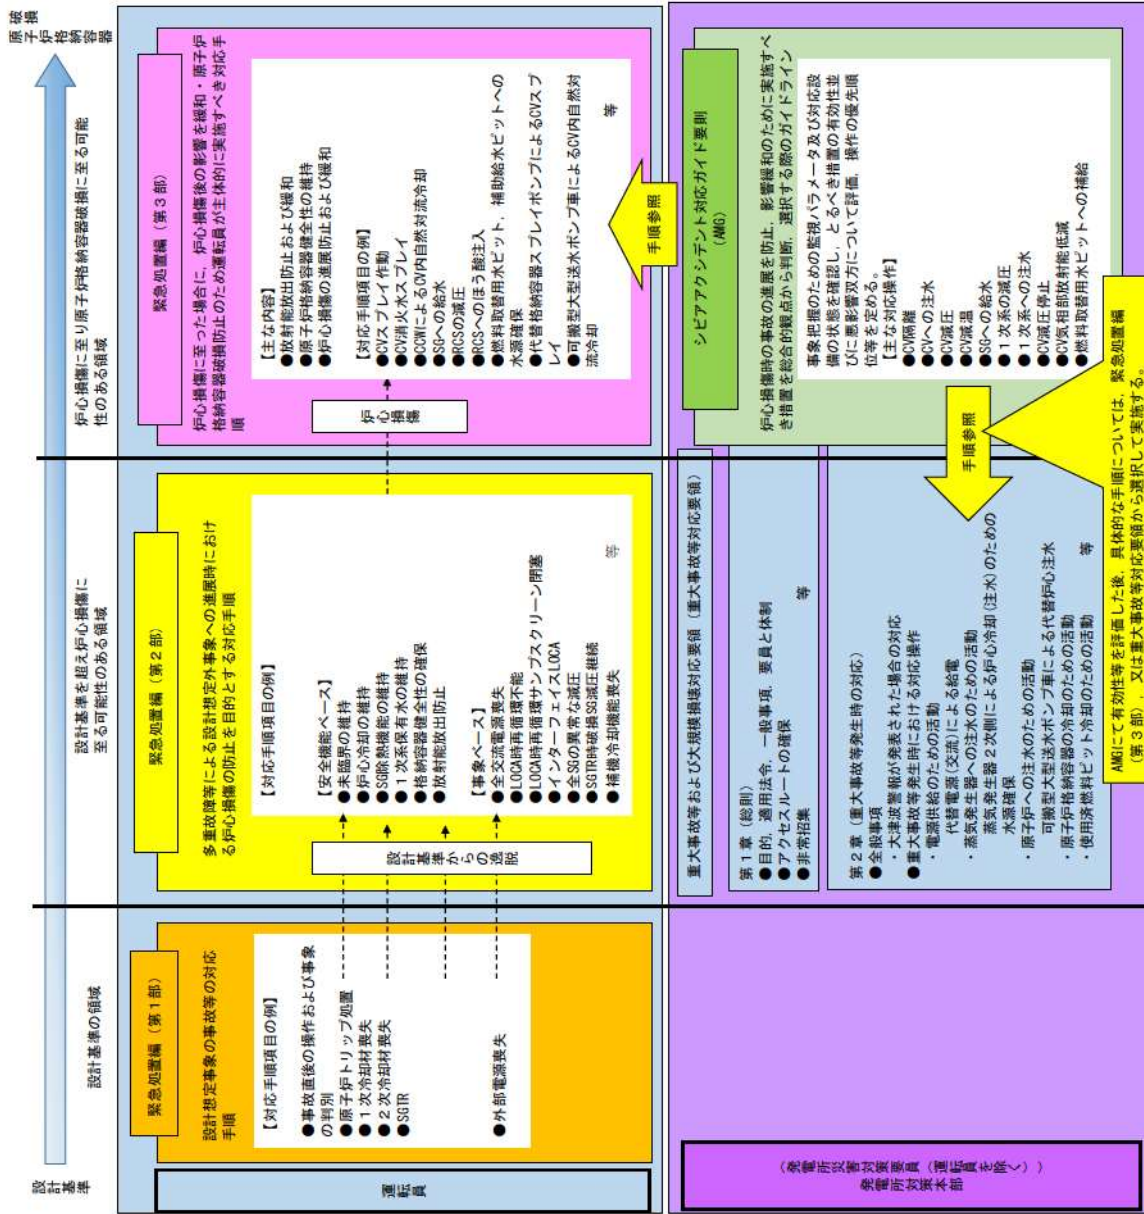 設計基準
設計基準の領域
設計基準を超え炉心損傷に
至る可能性のある領域
炉心損傷に至り原子炉格納容器破損に至る可能
性のある領域
原子炉格納容器
破損
運転員
緊急処置編（第１部）
設計想定事象の事故等の対応
手順
【対応手順項目の例】
●事故直後の操作および事象
の判別
●原子炉トリップ処置
●１次冷却材喪失
●２次冷却材喪失
●SGTR
●外部電源喪失
設計基準からの逸脱
緊急処置編（第２部）
多重故障等による設計想定外事象への進展時におけ
る炉心損傷の防止を目的とする対応手順
【対応手順項目の例】
【安全機能ベース】
●未臨界の維持
●炉心冷却の維持
●SG除熱機能の維持
●１次系保有水の維持
●格納容器健全性の確保
●放射能放出防止
【事象ベース】
●全交流電源喪失
●LOCA時再循環不能
●LOCA時再循環サンプスクリーン閉塞
●インターフェイスLOCA
●全SGの異常な減圧
●SGTR時破損SG減圧継続
●補機冷却機能喪失
等
炉心損傷
緊急処置編（第３部）
炉心損傷に至った場合に，炉心損傷後の影響を緩和・原子炉
格納容器破損防止のため運転員が主体的に実施すべき対応手
順
【主な内容】
●放射能放出防止および緩和
●原子炉格納容器健全性の維持
●炉心損傷の進展防止および緩和
【対応手順項目の例】
●CVスプレイ作動
●CV消火水スプレイ
●CCWによるCV内自然対流冷却
●SGへの給水
●RCSの減圧
●RCSへのほう酸注入
●燃料取替用水ピット，補助給水ピットへの
水源確保
●代替格納容器スプレイポンプによるCVスプ
レイ
●可搬型大型送水ポンプ車によるCV内自然対
流冷却
等
手順参照
発電所対策本部
（発電所災害対策要員（運転員を除く））
重大事故等および大規模損壊対応要領（重大事故等対応要領）
第１章（総則）
●目的，適用法令，一般事項，要員と体制
●アクセスルートの確保
●非常招集
等
第２章（重大事故等発生時の対応）
●全般事項
・大津波警報が発表された場合の対応
●重大事故等発生時における対応操作
・電源供給のための活動
代替電源(交流)による給電
・蒸気発生器への注水のための活動
蒸気発生器２次側による炉心冷却(注水)のための
水源確保
・原子炉への注水のための活動
可搬型大型送水ポンプ車による代替炉心注水
・原子炉格納容器の冷却のための活動
・使用済燃料ピット冷却のための活動
等
手順参照
シビアアクシデント対応ガイド要則
（AMG）
炉心損傷時の事故の進展を防止，影響緩和のために実施すべ
き措置を総合的観点から判断，選択する際のガイドライン
事象把握のための監視パラメータ及び対応設
備の状態を確認し，とるべき措置の有効性並
びに悪影響双方について評価，操作の優先順
位等を定める。
【主な対応操作】
●CV隔離
●CVへの注水
●CV減圧
●CV減温
●SGへの給水
●１次系の減圧
●１次系への注水
●CV減圧停止
●CV気相部放射能低減
●燃料取替用水ピットへの補給
AMGにて有効性等を評価した後，具体的な手順については，緊急処置編
（第３部） 又は重大事故等対応要領から選択して実施する。